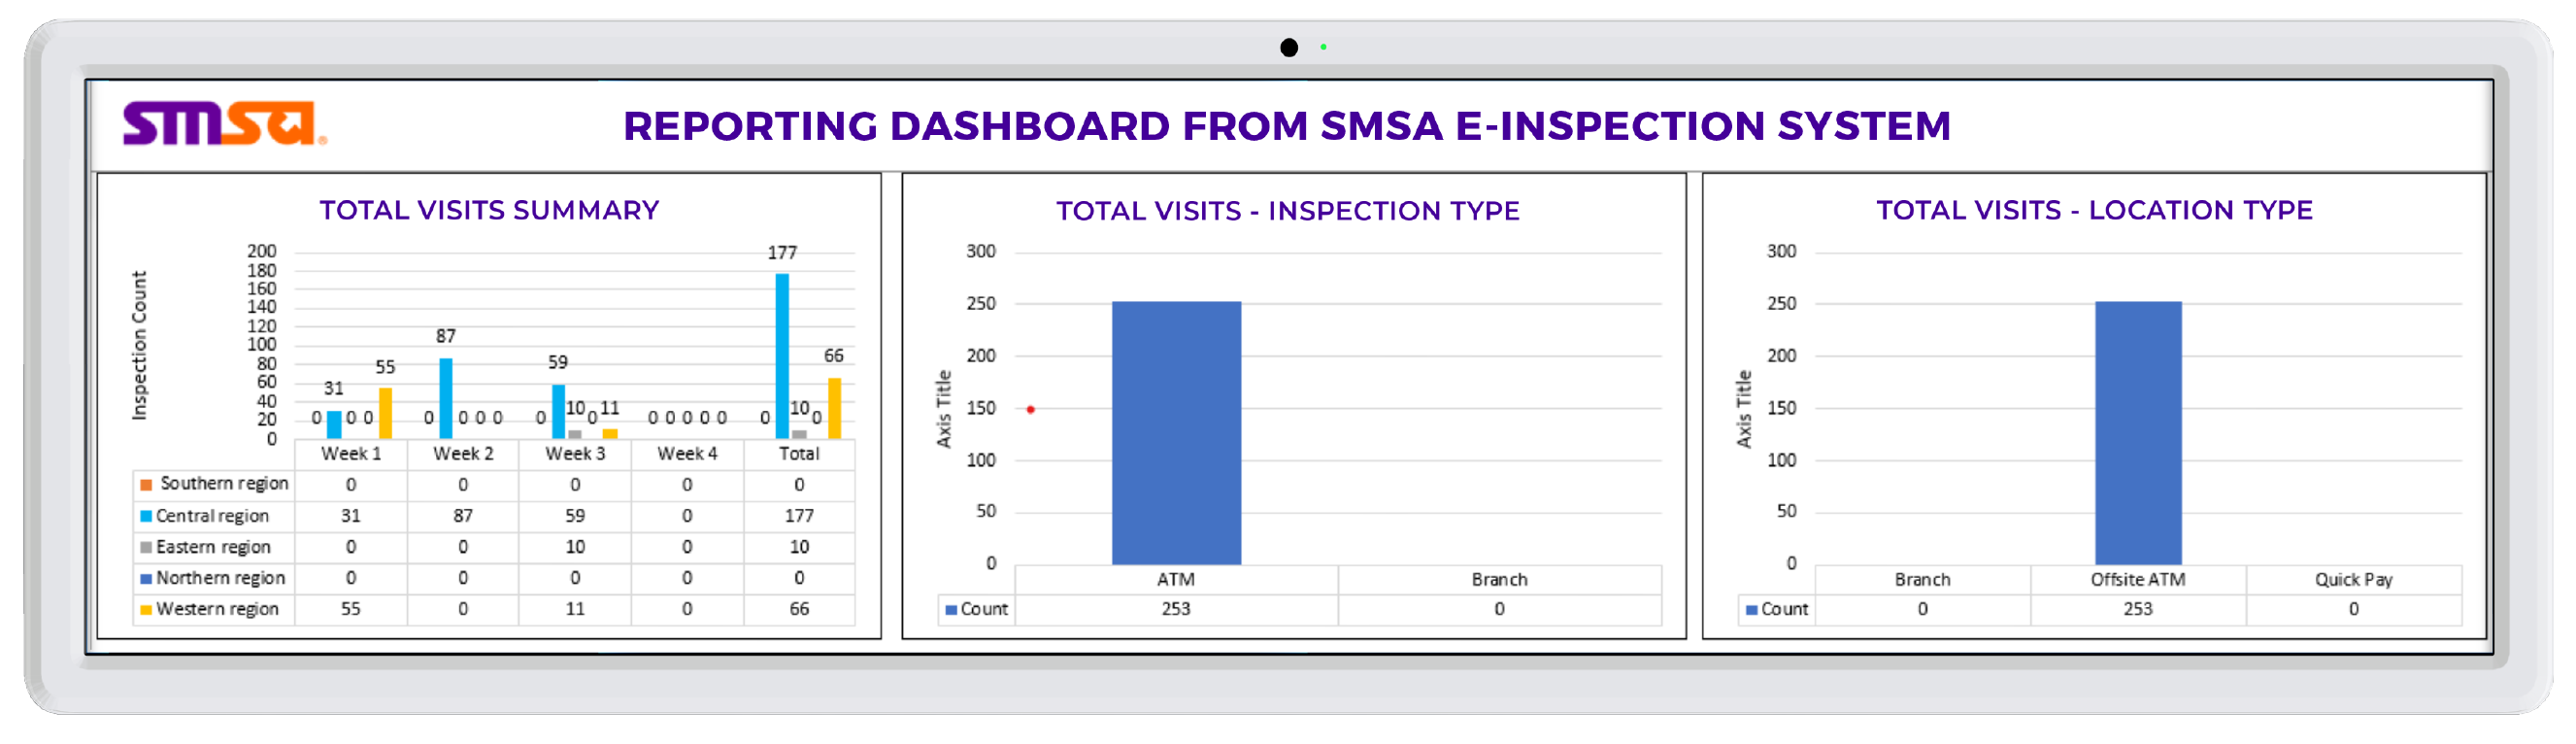 smsa®
REPORTING DASHBOARD FROM SMSA E-INSPECTION SYSTEM
TOTAL VISITS SUMMARY
Inspection Count
200
180
160
140
120
100
80
60
40
20
0
0 31 0 0 55
0 87 0 0 0
0 59 10 0 11
0 0 0 0 0
0 177 10 0 66
Week 1 Week 2 Week 3 Week 4 Total
Southern region 0 0 0 0 0
Central region 31 87 59 0 177
Eastern region 0 0 10 0 10
Northern region 0 0 0 0 0
Western region 55 0 11 0 66
TOTAL VISITS - INSPECTION TYPE
Axis Title
300
250
200
150
100
50
0
ATM Branch
Count 253 0
TOTAL VISITS - LOCATION TYPE
Axis Title
300
250
200
150
100
50
0
Branch Offsite ATM Quick Pay
Count 0 253 0